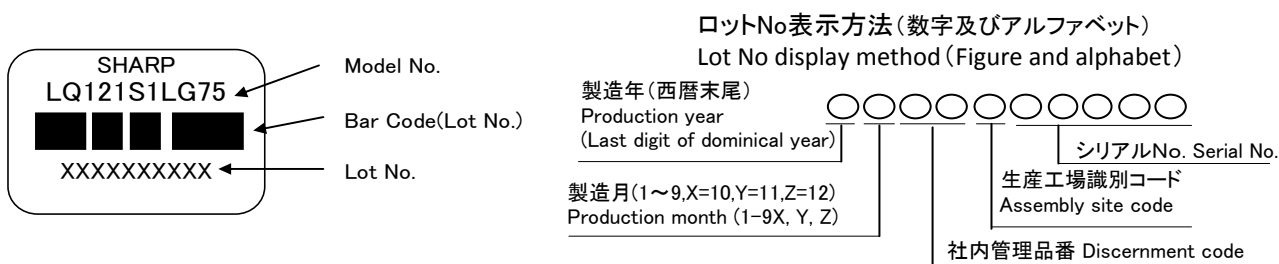 SHARP
LQ121S1LG75
XXXXXXXXXX
Model No.
Bar Code(Lot No.)
Lot No.
ロットNo表示方法(数字及びアルファベット)
Lot No display method(Figure and alphabet)
製造年(西暦末尾)
Production year
(Last digit of dominical year)
製造月(1~9,X=10,Y=11,Z=12)
Production month (1-9X, Y, Z)
シリアルNo. Serial No.
生産工場識別コード
Assembly site code
社内管理品番 Discernment code